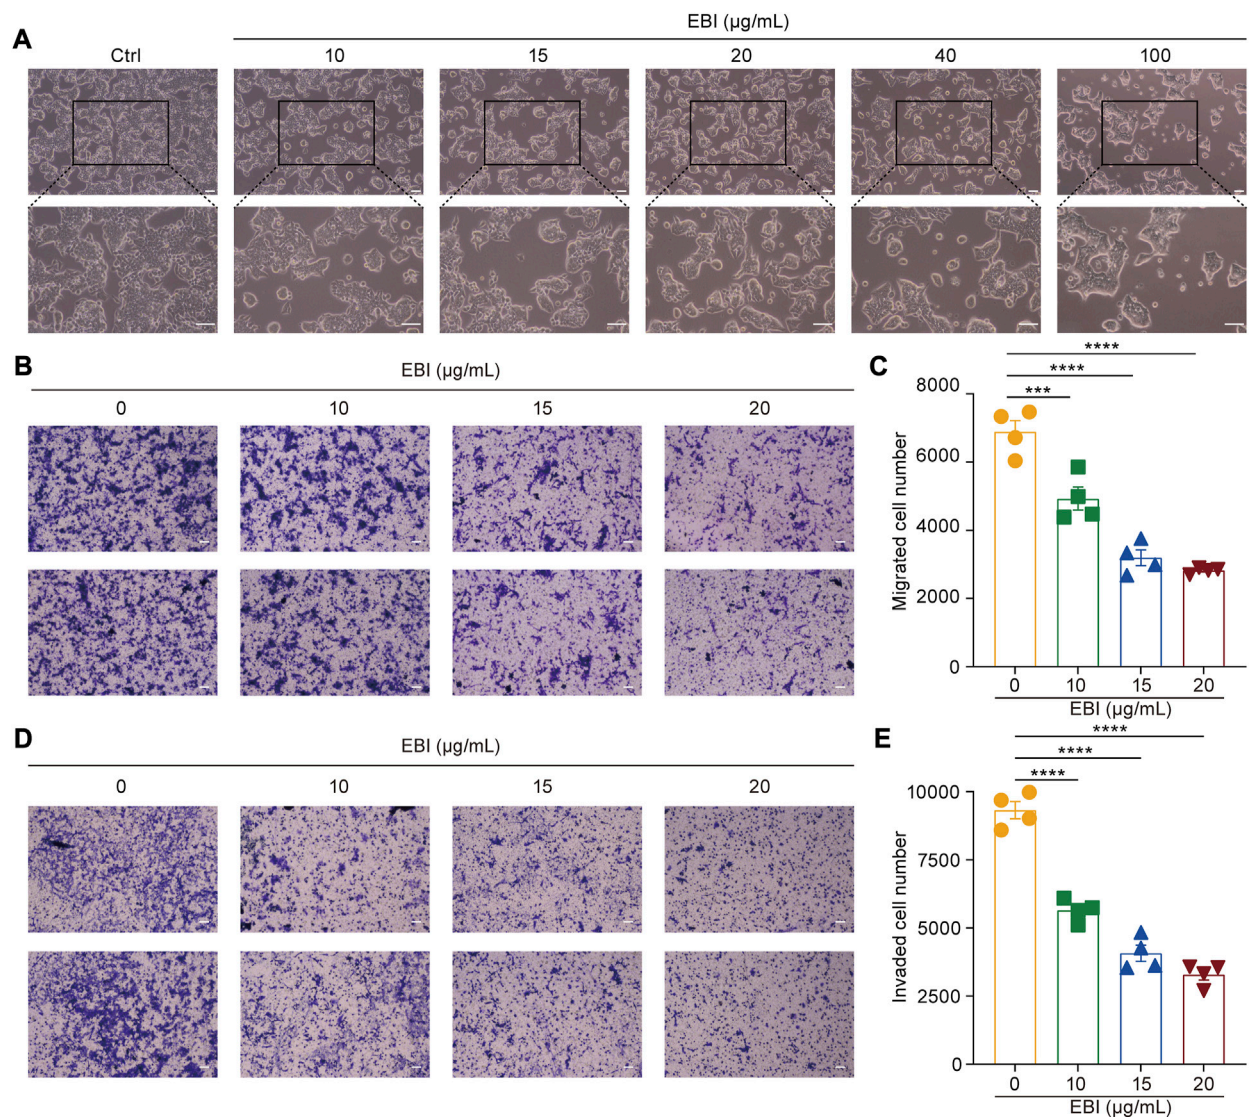 A
EBI (µg/mL)
Ctrl 10 15 20 40 100
B
EBI (µg/mL)
0 10 15 20
C
****
****
***
8000
6000
4000
2000
0
Migrated cell number
0 10 15 20
EBI (µg/mL)
D
EBI (µg/mL)
0 10 15 20
E
****
****
****
10000
7500
5000
2500
0
Invaded cell number
0 10 15 20
EBI (µg/mL)